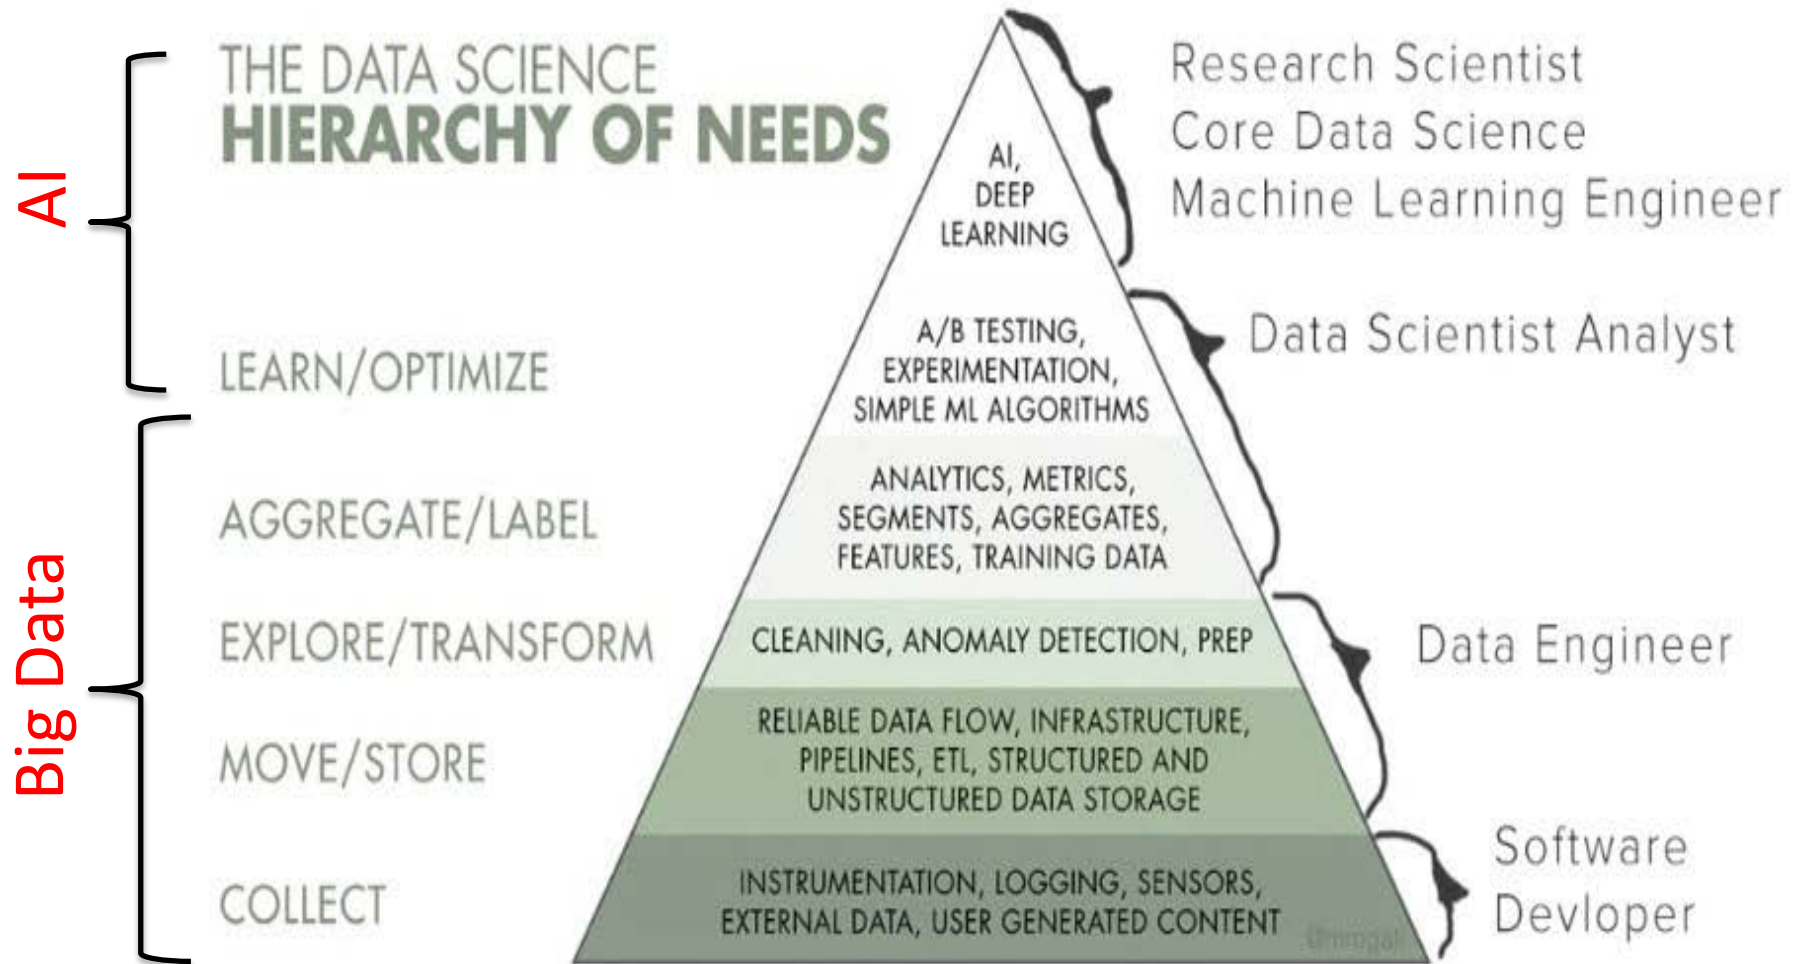 THE DATA SCIENCE
HIERARCHY OF NEEDS
AI
LEARN/OPTIMIZE
Big Data
AGGREGATE/LABEL
EXPLORE/TRANSFORM
MOVE/STORE
COLLECT
AI,
DEEP
LEARNING
A/B TESTING,
EXPERIMENTATION,
SIMPLE ML ALGORITHMS
ANALYTICS, METRICS,
SEGMENTS, AGGREGATES,
FEATURES, TRAINING DATA
CLEANING, ANOMALY DETECTION, PREP
RELIABLE DATA FLOW, INFRASTRUCTURE,
PIPELINES, ETL, STRUCTURED AND
UNSTRUCTURED DATA STORAGE
INSTRUMENTATION, LOGGING, SENSORS,
EXTERNAL DATA, USER GENERATED CONTENT
Research Scientist
Core Data Science
Machine Learning Engineer
Data Scientist Analyst
Data Engineer
Software
Devloper